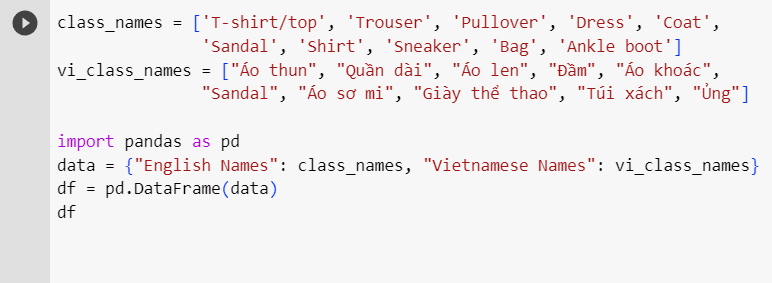 class_names = ['T-shirt/top', 'Trouser', 'Pullover', 'Dress', 'Coat',
'Sandal', 'Shirt', 'Sneaker', 'Bag', 'Ankle boot']
vi_class_names = ["Áo thun", "Quần dài", "Áo len", "Đầm", "Áo khoác",
"Sandal", "Áo sơ mi", "Giày thể thao", "Túi xách", "Ủng"]
import pandas as pd
data = {"English Names": class_names, "Vietnamese Names": vi_class_names}
df = pd.DataFrame(data)
df